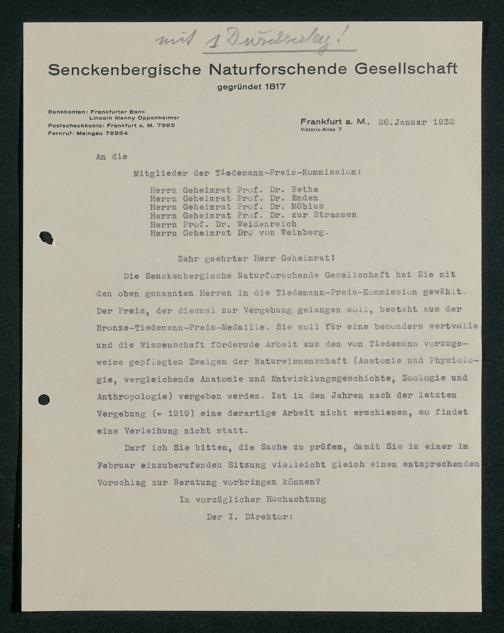 mit 1 Durchschlag!
Senckenbergische Naturforschende Gesellschaft
gegründet 1817
Bankkonten: Frankfurter Bank
Lincoln Menny Oppenheimer
Postscheckkonto: Frankfurt a. M. 7985
Fernruf: Maingau 78954
Frankfurt a. M., 26.Januar 1932
Viktoria-Allee 7
An die
Mitglieder der Tiedemann-Preis-Kommission:
Herrn Geheimrat Prof. Dr. Bethe
Herrn Geheimrat Prof. Dr. Emden
Herrn Geheimrat Prof. Dr. Möbius
Herrn Geheimrat Prof. Dr. zur Strassen
Herrn Prof. Dr. Weidenreich
Herrn Geheimrat Dr. von Weinberg.
Sehr geehrter Herr Geheimrat!
Die Senckenbergische Naturforschende Gesellschaft hat Sie mit
den oben genannten Herren in die Tiedemann-Preis-Kommission gewählt.
Der Preis, der diesmal zur Vergebung gelangen soll, besteht aus der
Bronze-Tiedemann-Preis-Medaille. Sie soll für eine besonders wertvolle
und die Wissenschaft fördernde Arbeit aus den von Tiedemann vorzugs-
weise gepflegten Zweigen der Naturwissenschaft (Anatomie und Physiolo-
gie, vergleichende Anatomie und Entwicklungsgeschichte, Zoologie und
Anthropologie) vergeben werden. Ist in den Jahren nach der letzten
Vergebung (= 1919) eine derartige Arbeit nicht erschienen, so findet
eine Verleihung nicht statt.
Darf ich Sie bitten, die Sache zu prüfen, damit Sie in einer im
Februar einzuberufenden Sitzung vielleicht gleich einen entsprechenden
Vorschlag zur Beratung vorbringen können?
In vorzüglicher Hochachtung
Der I. Direktor: